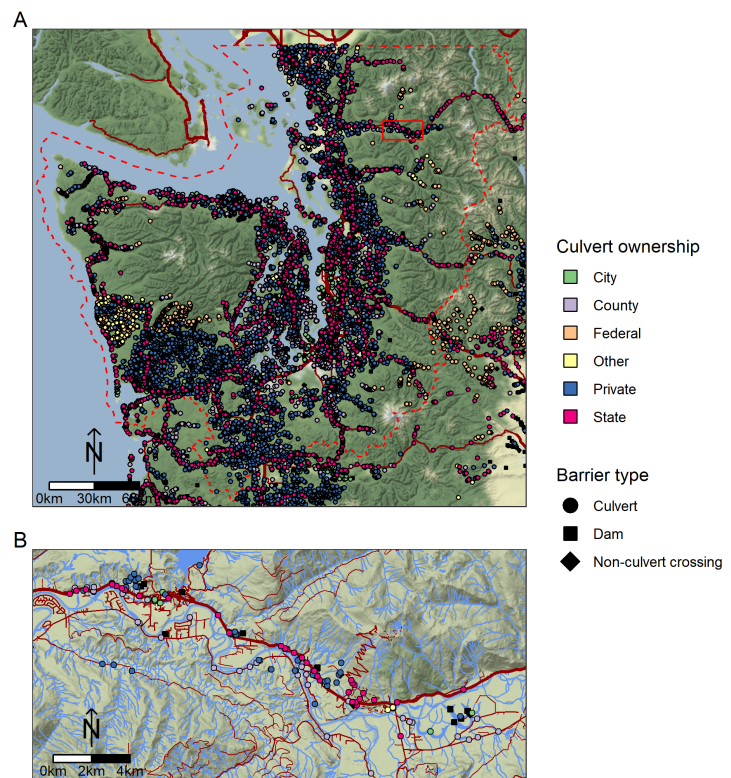 A
N
0km 30km 60km
Culvert ownership
City
County
Federal
Other
Private
State
Barrier type
Culvert
Dam
Non-culvert crossing
B
N
0km 2km 4km